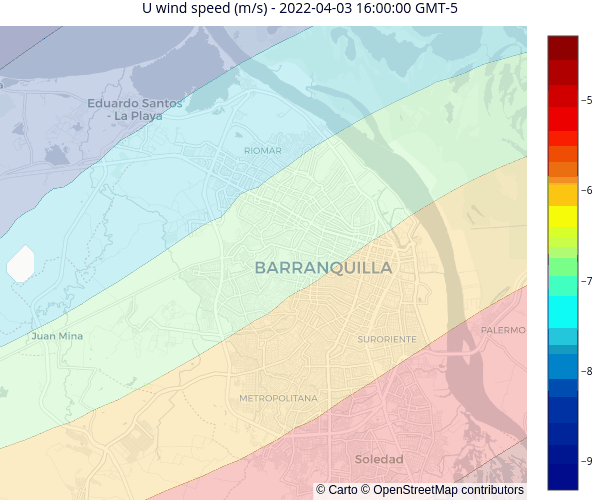 U wind speed (m/s) - 2022-04-03 16:00:00 GMT-5
Eduardo Santos
- La Playa
RIOMAR
BARRANQUILLA
Juan Mina
SURORIENTE
PALERMO
METROPOLITANA
Soledad
© Carto © OpenStreetMap contributors
−5
−6
−7
−8
−9